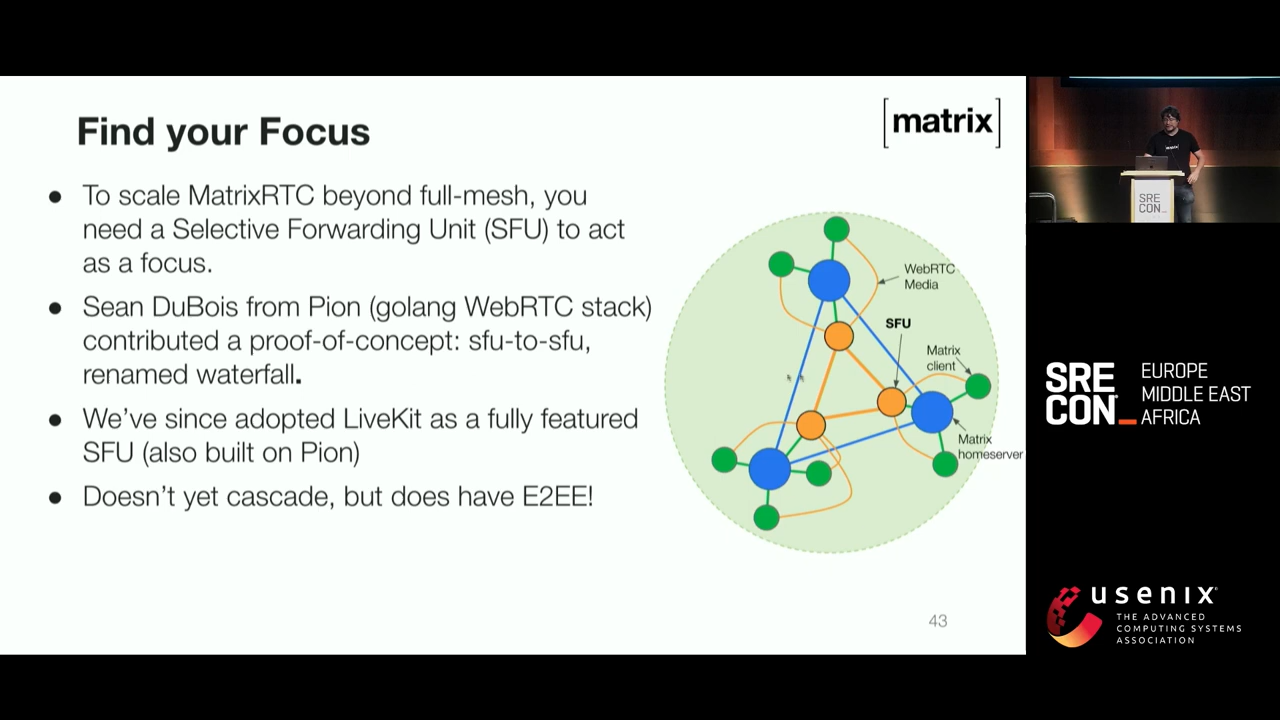 Find your Focus
[matrix]
● To scale MatrixRTC beyond full-mesh, you
need a Selective Forwarding Unit (SFU) to act
as a focus.
● Sean DuBois from Pion (golang WebRTC stack)
contributed a proof-of-concept: sfu-to-sfu,
renamed waterfall.
● We’ve since adopted LiveKit as a fully featured
SFU (also built on Pion)
● Doesn’t yet cascade, but does have E2EE!
WebRTC
Media
SFU
Matrix
client
Matrix
homeserver
43
[matrix]
SRE
CON_
SRE
CON_
EUROPE
MIDDLE EAST
AFRICA
usenix
THE ADVANCED
COMPUTING SYSTEMS
ASSOCIATION